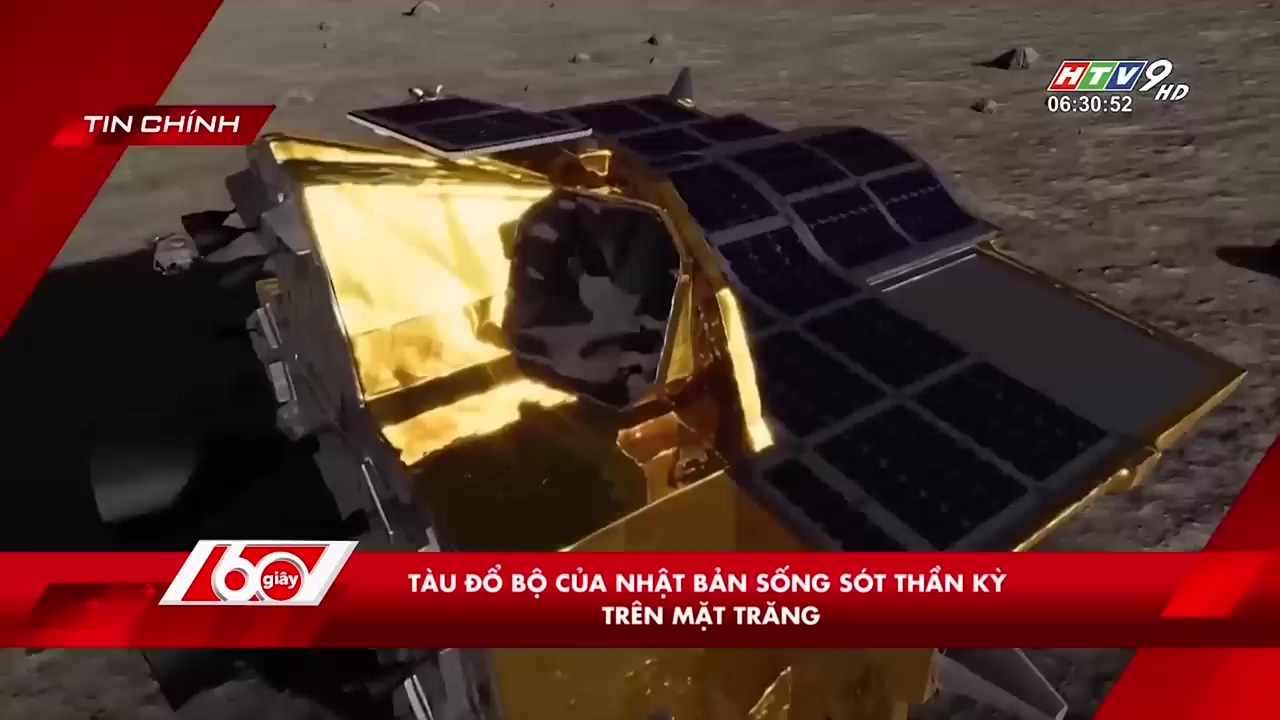 HTV9 HD
06:30:52
TIN CHÍNH
60 giây
TÀU ĐỔ BỘ CỦA NHẬT BẢN SỐNG SÓT THẦN KỲ
TRÊN MẶT TRĂNG